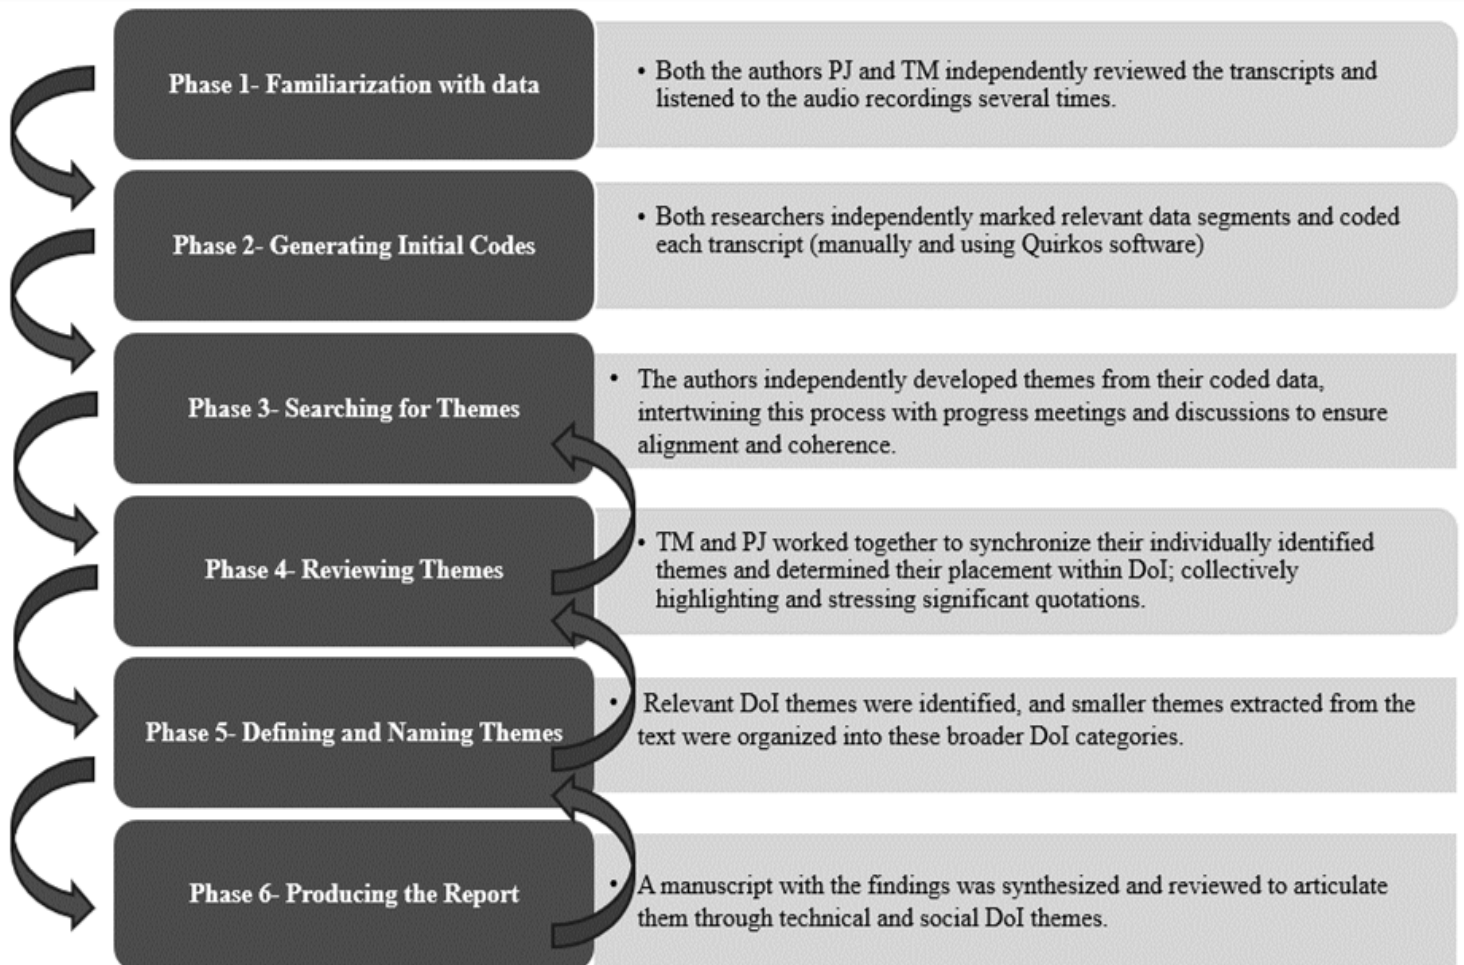 Phase 1- Familiarization with data
• Both the authors PJ and TM independently reviewed the transcripts and
listened to the audio recordings several times.
Phase 2- Generating Initial Codes
• Both researchers independently marked relevant data segments and coded
each transcript (manually and using Quirkos software)
Phase 3- Searching for Themes
• The authors independently developed themes from their coded data,
intertwining this process with progress meetings and discussions to ensure
alignment and coherence.
Phase 4- Reviewing Themes
• TM and PJ worked together to synchronize their individually identified
themes and determined their placement within DoI; collectively
highlighting and stressing significant quotations.
Phase 5- Defining and Naming Themes
• Relevant DoI themes were identified, and smaller themes extracted from the
text were organized into these broader DoI categories.
Phase 6- Producing the Report
• A manuscript with the findings was synthesized and reviewed to articulate
them through technical and social DoI themes.